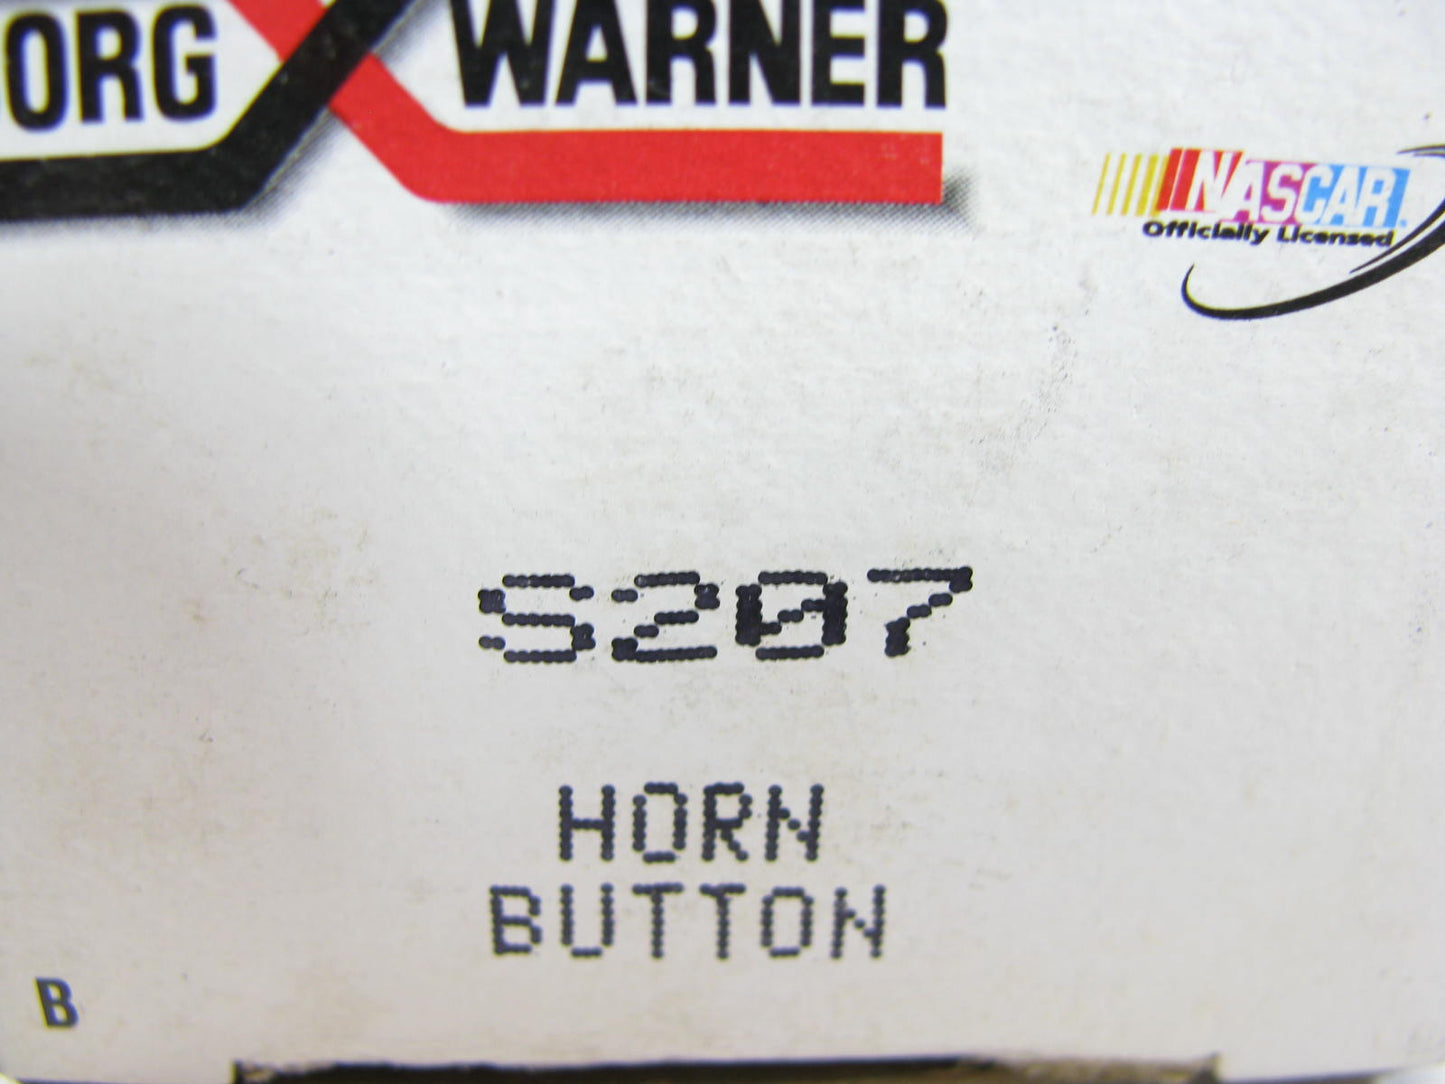 ORG WARNER
NASCAR
Officially Licensed
S207
HORN
BUTTON
B